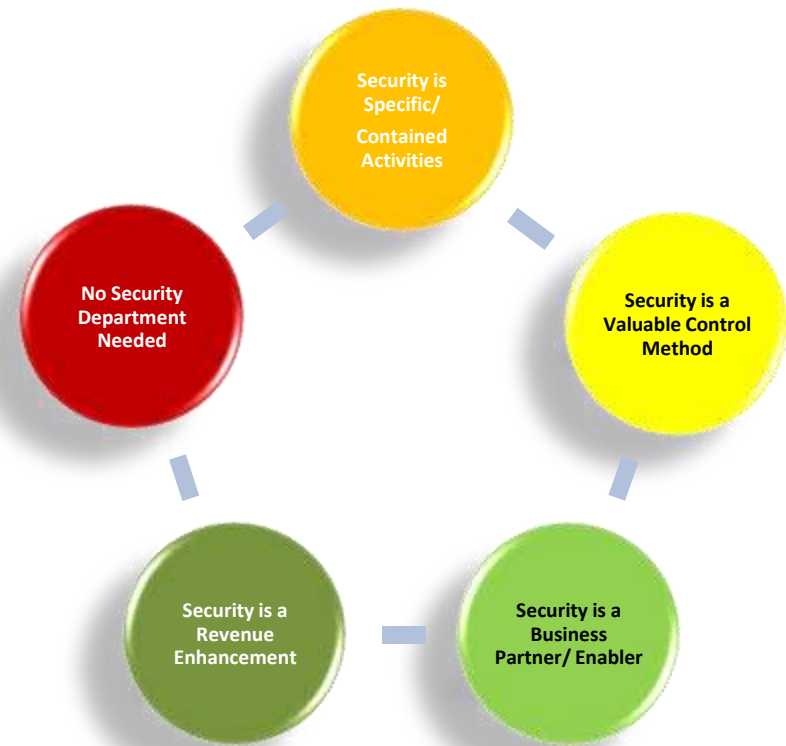 Security is
Specific/
Contained
Activities
No Security
Department
Needed
Security is a
Valuable Control
Method
Security is a
Revenue
Enhancement
Security is a
Business
Partner/ Enabler